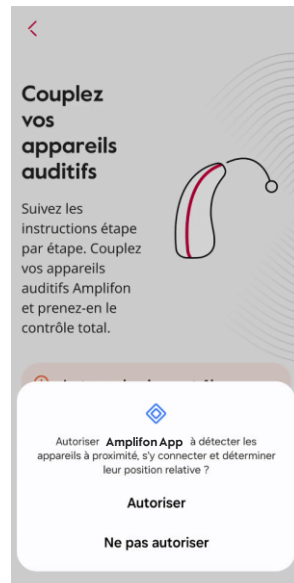 Couplez
vos
appareils
auditifs
Suivez les
instructions étape
par étape. Couplez
vos appareils
auditifs Amplifon
et prenez-en le
contrôle total.
Autoriser Amplifon App à détecter les
appareils à proximité, s'y connecter et déterminer
leur position relative ?
Autoriser
Ne pas autoriser